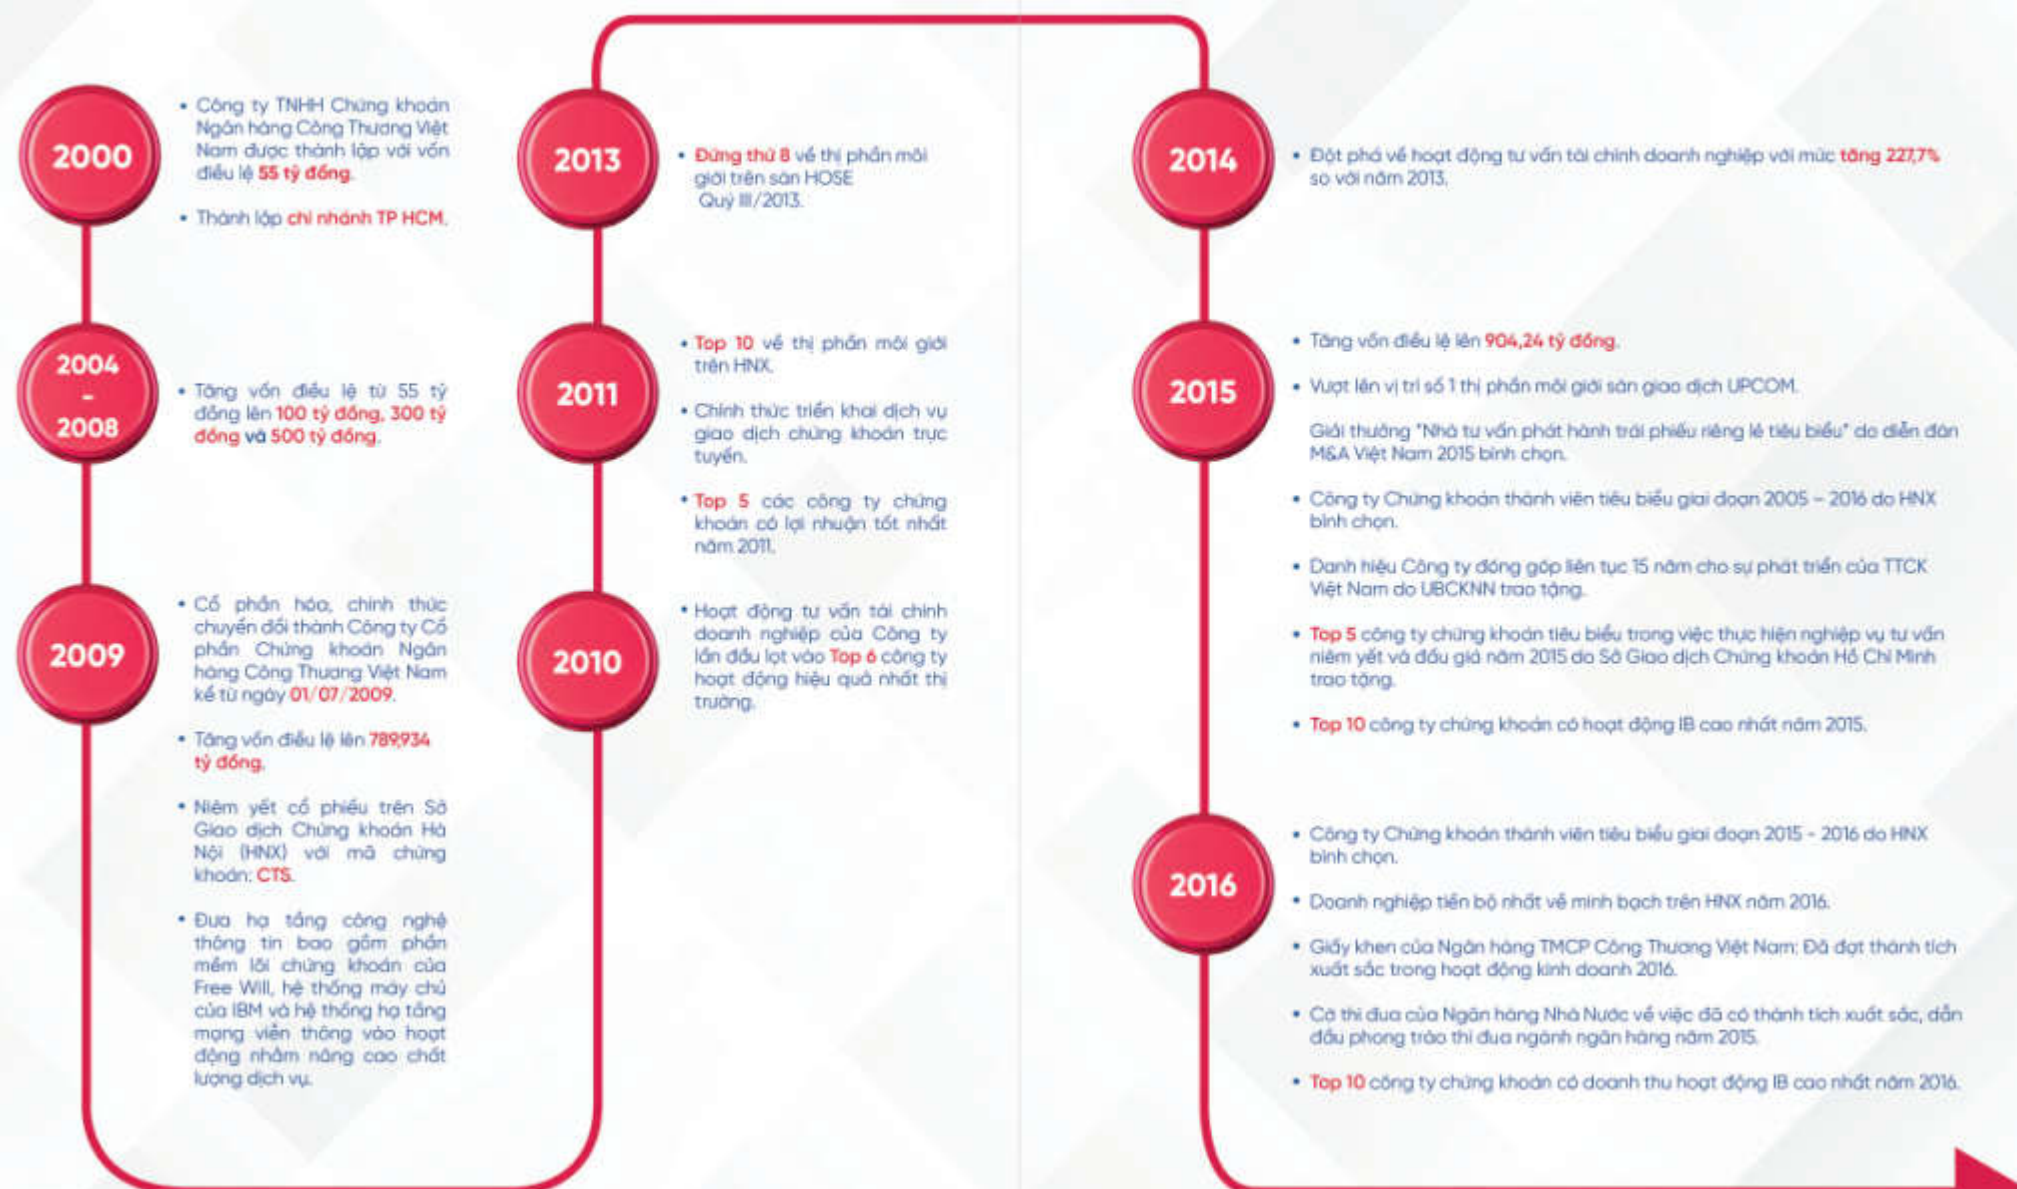 2000
• Công ty TNHH Chứng khoán
Ngân hàng Công Thương Việt
Nam được thành lập với vốn
điều lệ 55 tỷ đồng.
• Thành lập chi nhánh TP HCM.
2004
-
2008
• Tăng vốn điều lệ từ 55 tỷ
đồng lên 100 tỷ đồng, 300 tỷ
đồng và 500 tỷ đồng.
2009
• Cổ phần hóa, chính thức
chuyển đổi thành Công ty Cổ
phần Chứng khoán Ngân
hàng Công Thương Việt Nam
kể từ ngày 01/07/2009.
• Tăng vốn điều lệ lên 789,934
tỷ đồng.
• Niêm yết cổ phiếu trên Sở
Giao dịch Chứng khoán Hà
Nội (HNX) với mã chứng
khoán: CTS.
• Đưa hạ tầng công nghệ
thông tin bao gồm phần
mềm lõi chứng khoán của
Free Will, hệ thống máy chủ
của IBM và hệ thống hạ tầng
mạng viễn thông vào hoạt
động nhằm nâng cao chất
lượng dịch vụ.
2010
• Hoạt động tư vấn tài chính
doanh nghiệp của Công ty
lần đầu lọt vào Top 6 công ty
hoạt động hiệu quả nhất thị
trường.
2011
• Top 10 về thị phần môi giới
trên HNX.
• Chính thức triển khai dịch vụ
giao dịch chứng khoán trực
tuyến.
• Top 5 các công ty chứng
khoán có lợi nhuận tốt nhất
năm 2011.
2013
• Đứng thứ 8 về thị phần môi
giới trên sàn HOSE
Quý III/2013.
2014
• Đột phá về hoạt động tư vấn tài chính doanh nghiệp với mức tăng 227,7%
so với năm 2013.
2015
• Tăng vốn điều lệ lên 904,24 tỷ đồng.
• Vượt lên vị trí số 1 thị phần môi giới sàn giao dịch UPCOM.
Giải thưởng "Nhà tư vấn phát hành trái phiếu riêng lẻ tiêu biểu" do diễn đàn
M&A Việt Nam 2015 bình chọn.
• Công ty Chứng khoán thành viên tiêu biểu giai đoạn 2005 – 2016 do HNX
bình chọn.
• Danh hiệu Công ty đóng góp liên tục 15 năm cho sự phát triển của TTCK
Việt Nam do UBCKNN trao tặng.
• Top 5 công ty chứng khoán tiêu biểu trong việc thực hiện nghiệp vụ tư vấn
niêm yết và đấu giá năm 2015 do Sở Giao dịch Chứng khoán Hồ Chí Minh
trao tặng.
• Top 10 công ty chứng khoán có hoạt động IB cao nhất năm 2015.
2016
• Công ty Chứng khoán thành viên tiêu biểu giai đoạn 2015 - 2016 do HNX
bình chọn.
• Doanh nghiệp tiến bộ nhất về minh bạch trên HNX năm 2016.
• Giấy khen của Ngân hàng TMCP Công Thương Việt Nam: Đã đạt thành tích
xuất sắc trong hoạt động kinh doanh 2016.
• Cờ thi đua của Ngân hàng Nhà Nước về việc đã có thành tích xuất sắc, dẫn
đầu phong trào thi đua ngành ngân hàng năm 2015.
• Top 10 công ty chứng khoán có doanh thu hoạt động IB cao nhất năm 2016.